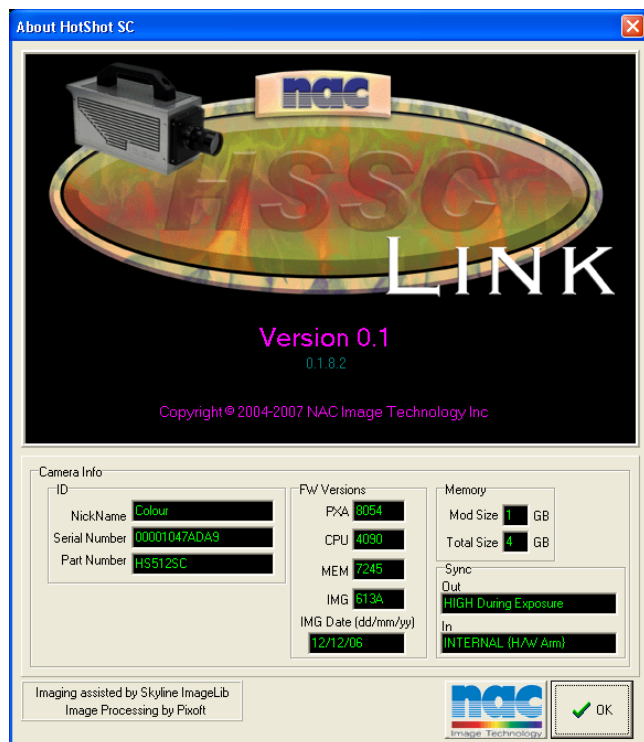 About HotShot SC
nac
HSSC
LINK
Version 0.1
0.1.8.2
Copyright © 2004-2007 NAC Image Technology Inc
Camera Info
ID
NickName Colour
Serial Number 00001047ADA9
Part Number HS512SC
FW Versions
PXA 8054
CPU 4090
MEM 7245
IMG 613A
IMG Date (dd/mm/yy)
12/12/06
Memory
Mod Size 1 GB
Total Size 4 GB
Sync
Out
HIGH During Exposure
In
INTERNAL {H/W Arm}
Imaging assisted by Skyline ImageLib
Image Processing by Pixoft
nac
Image Technology
OK